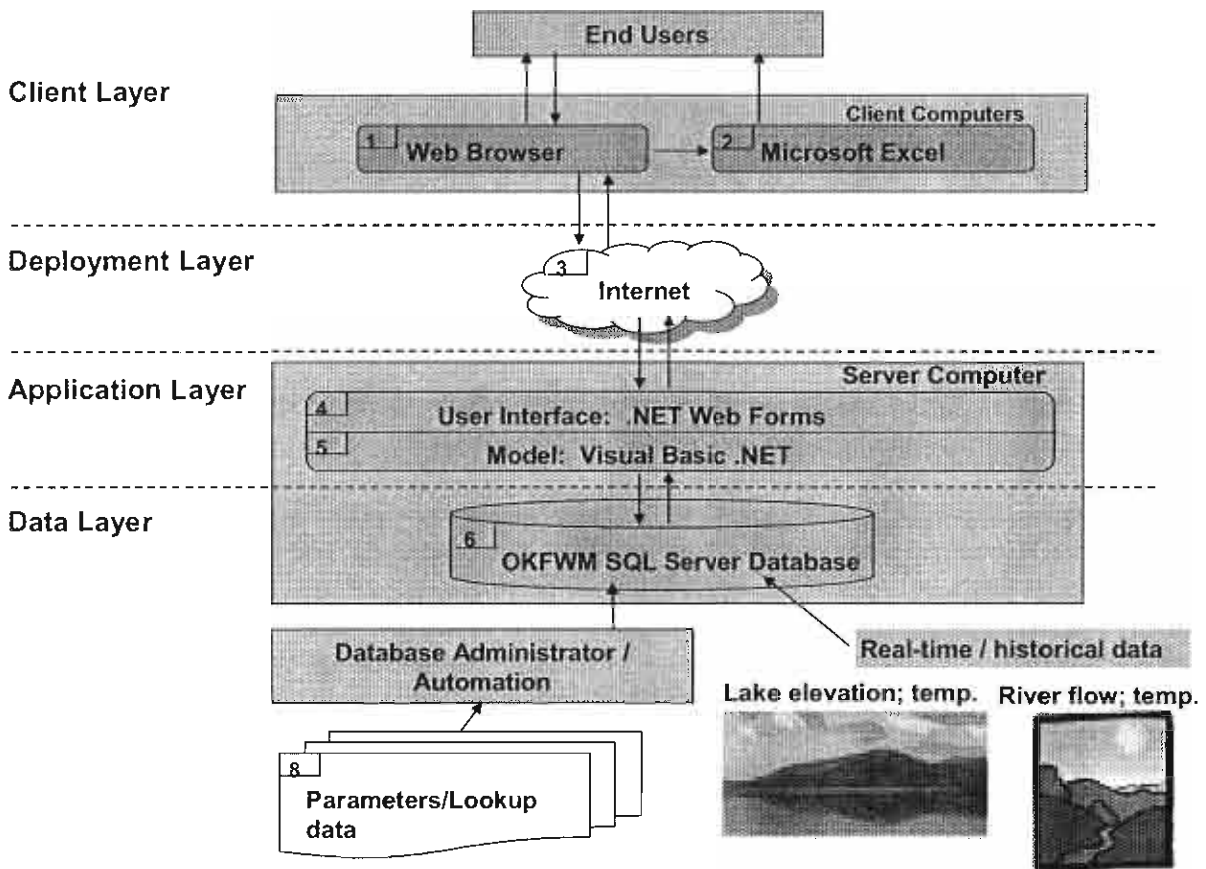 End Users
Client Layer
Client Computers
1
Web Browser
2
Microsoft Excel
Deployment Layer
3
Internet
Application Layer
Server Computer
4
User Interface: .NET Web Forms
5
Model: Visual Basic .NET
Data Layer
6
OKFWM SQL Server Database
Database Administrator /
Automation
Real-time / historical data
Lake elevation; temp.
River flow; temp.
8
Parameters/Lookup
data